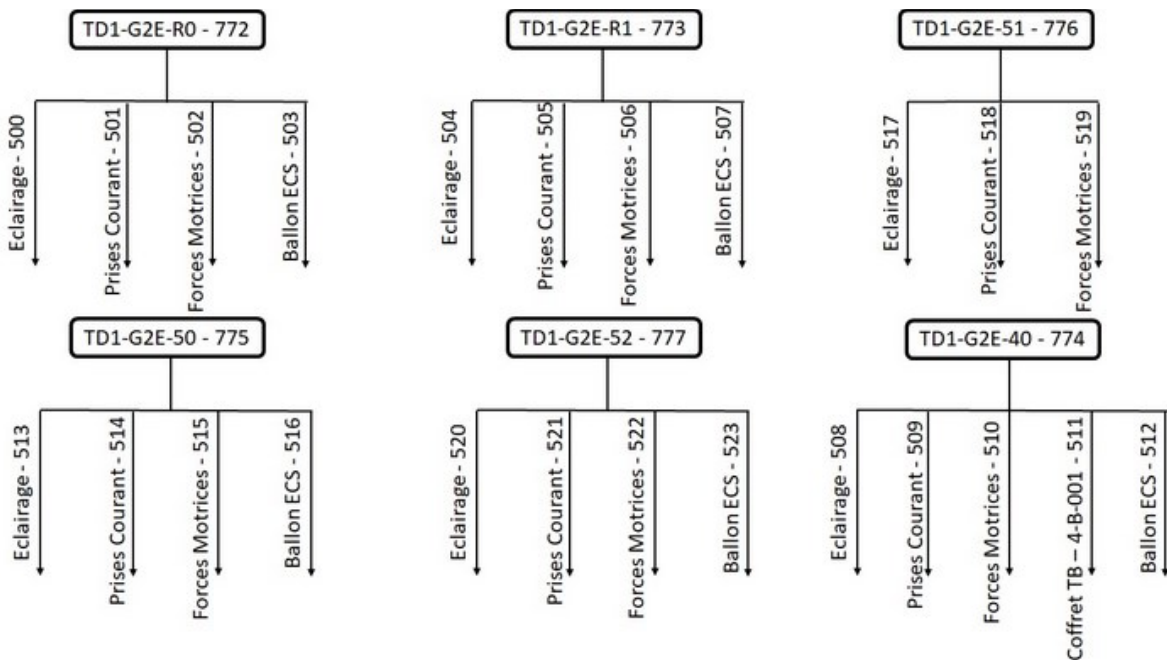 TD1-G2E-R0 - 772
Eclairage - 500
Prises Courant - 501
Forces Motrices - 502
Ballon ECS - 503
TD1-G2E-R1 - 773
Eclairage - 504
Prises Courant - 505
Forces Motrices - 506
Ballon ECS - 507
TD1-G2E-51 - 776
Eclairage - 517
Prises Courant - 518
Forces Motrices - 519
TD1-G2E-50 - 775
Eclairage - 513
Prises Courant - 514
Forces Motrices - 515
Ballon ECS - 516
TD1-G2E-52 - 777
Eclairage - 520
Prises Courant - 521
Forces Motrices - 522
Ballon ECS - 523
TD1-G2E-40 - 774
Eclairage - 508
Prises Courant - 509
Forces Motrices - 510
Coffret TB – 4-B-001 - 511
Ballon ECS - 512